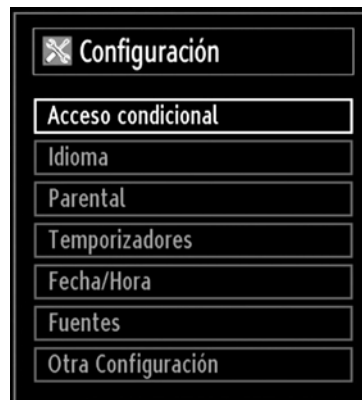 Configuración
Acceso condicional
Idioma
Parental
Temporizadores
Fecha/Hora
Fuentes
Otra Configuración